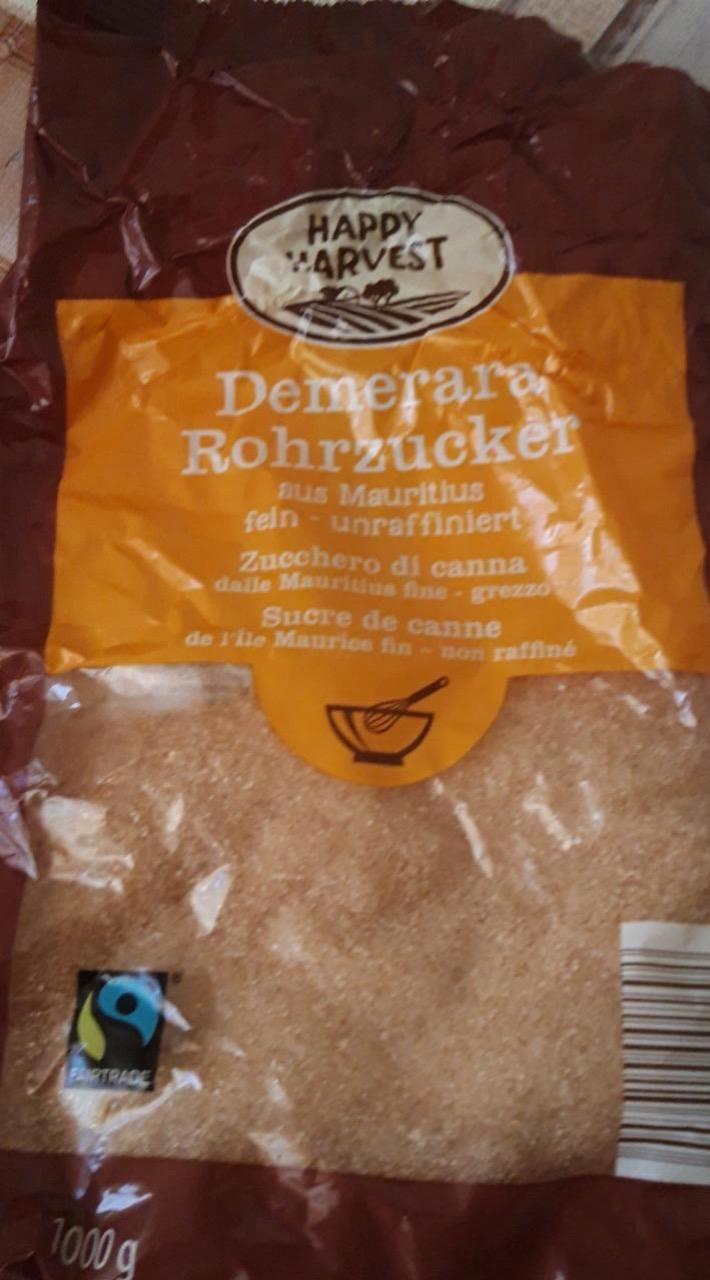 HAPPY
HARVEST
Demerara
Rohrzucker
aus Mauritius
fein - unraffiniert
Zucchero di canna
dalle Mauritius fine - grezzo
Sucre de canne
de l'Île Maurice fin - non raffiné
®
FAIRTRADE
1000 g